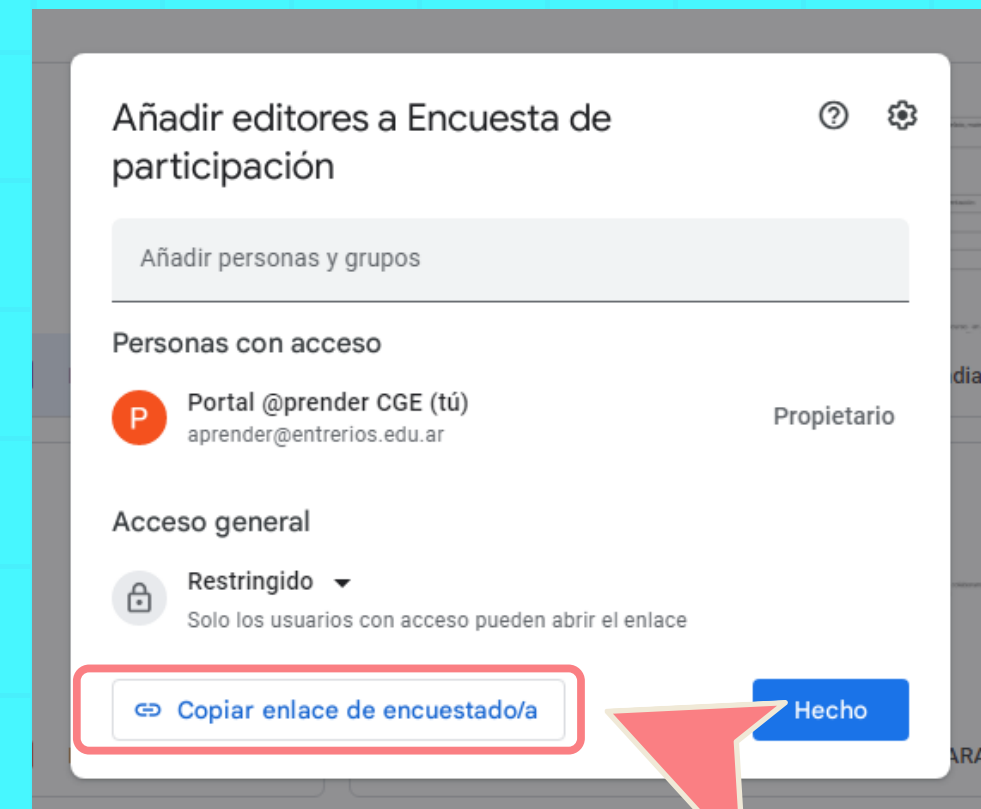 Añadir editores a Encuesta de
participación
Añadir personas y grupos
Personas con acceso
P
Portal @prender CGE (tú)
aprender@entrerios.edu.ar
Propietario
Acceso general
Restringido
Solo los usuarios con acceso pueden abrir el enlace
Copiar enlace de encuestado/a
Hecho